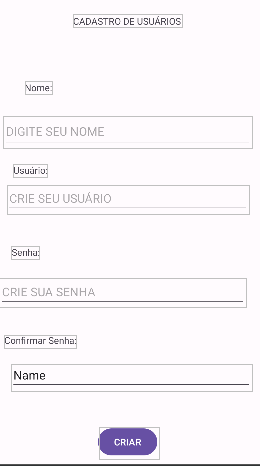 CADASTRO DE USUÁRIOS
Nome:
DIGITE SEU NOME
Usuário:
CRIE SEU USUÁRIO
Senha:
CRIE SUA SENHA
Confirmar Senha:
Name
CRIAR